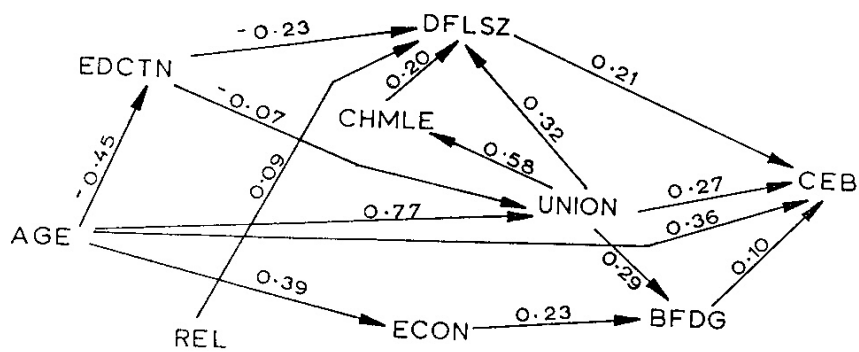 DFLSZ
-0.23
EDCTN
0.20
0.21
-0.07
CHMLE
0.32
0.58
-0.45
0.09
CEB
0.27
UNION
0.77
0.36
AGE
0.29
0.10
0.39
REL
ECON
0.23
BFDG